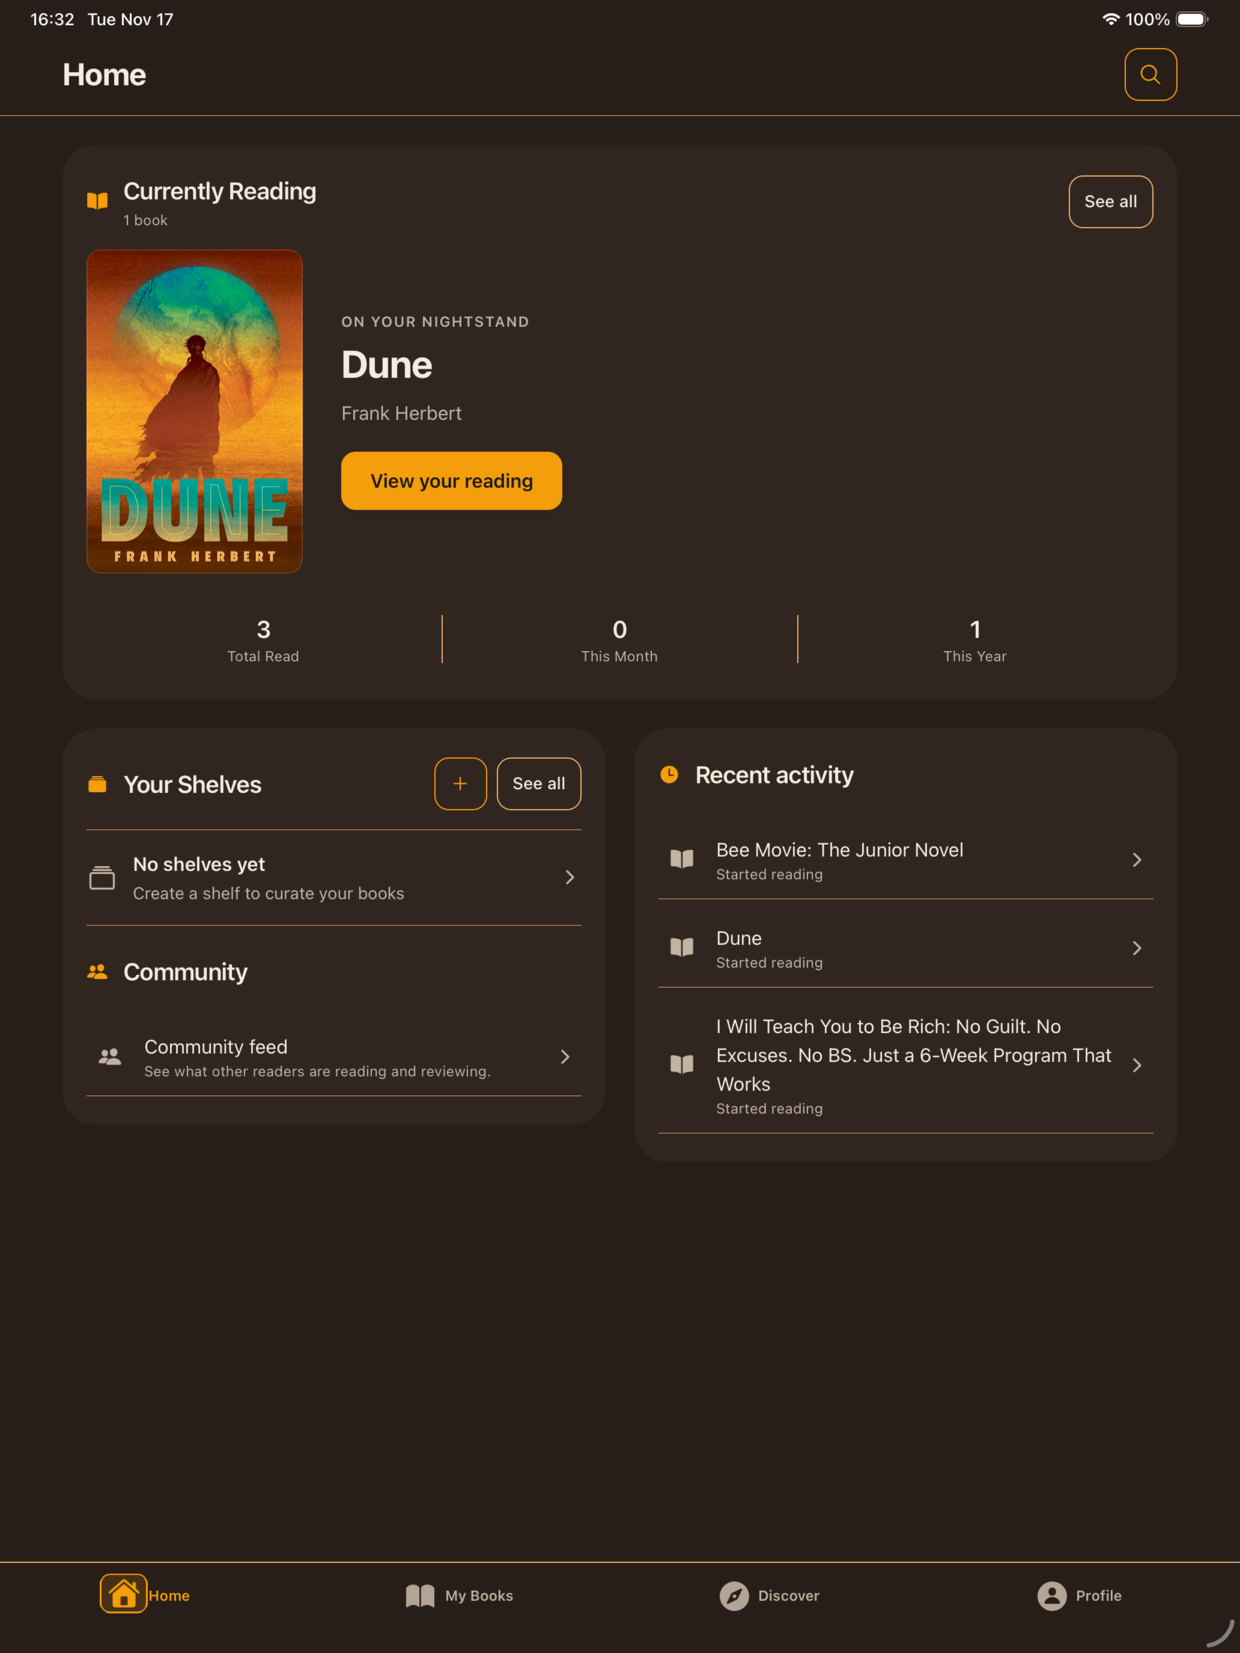 16:32 Tue Nov 17
100%
Home
Currently Reading
1 book
See all
DUNE
FRANK HERBERT
ON YOUR NIGHTSTAND
Dune
Frank Herbert
View your reading
3
Total Read
0
This Month
1
This Year
Your Shelves
+
See all
No shelves yet
Create a shelf to curate your books
Community
Community feed
See what other readers are reading and reviewing.
Recent activity
Bee Movie: The Junior Novel
Started reading
Dune
Started reading
I Will Teach You to Be Rich: No Guilt. No
Excuses. No BS. Just a 6-Week Program That
Works
Started reading
Home
My Books
Discover
Profile